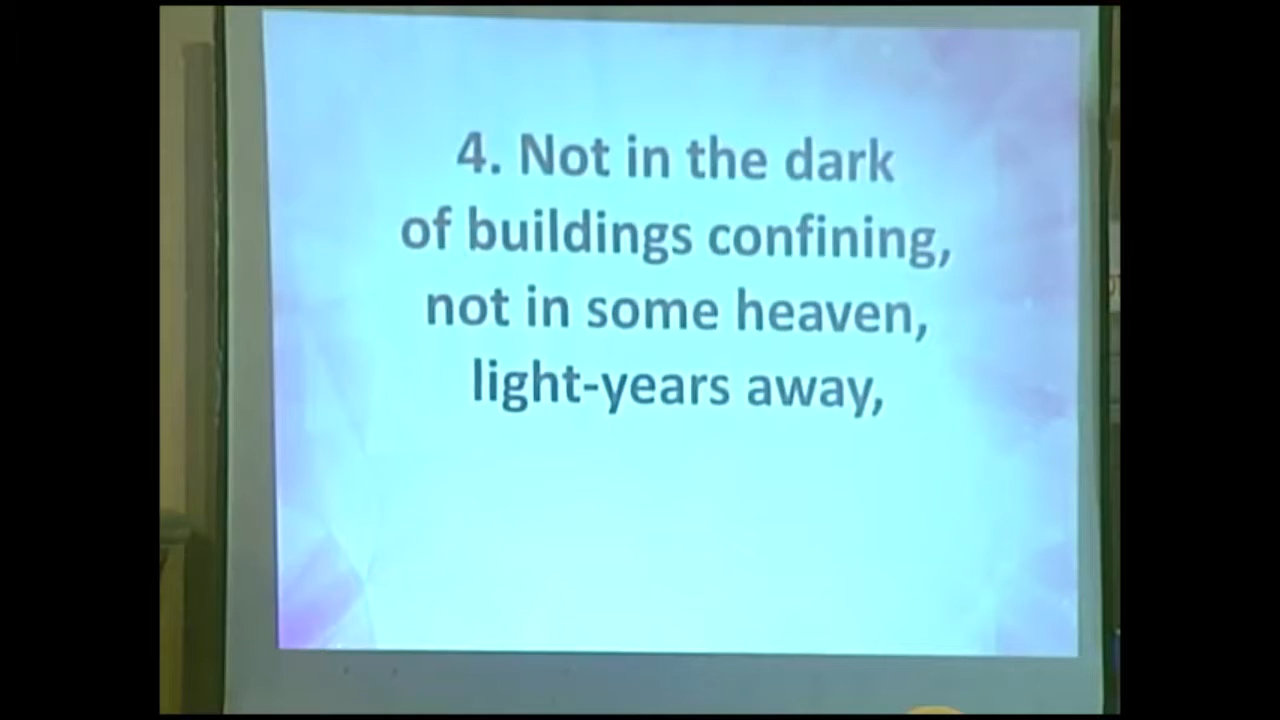 4. Not in the dark
of buildings confining,
not in some heaven,
light-years away,